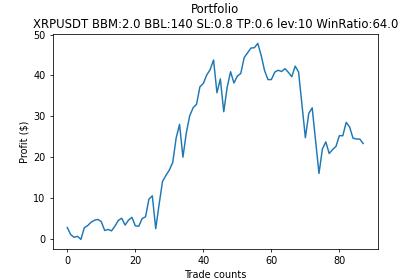 Portfolio
XRPUSDT BBM:2.0 BBL:140 SL:0.8 TP:0.6 lev:10 WinRatio:64.0
50
40
30
20
10
0
Profit ($)
0 20 40 60 80
Trade counts